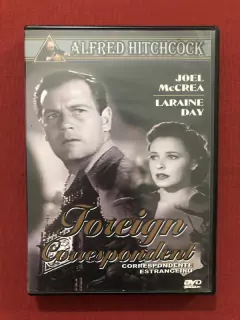 ALFRED HITCHCOCK
JOEL
McCREA
LARAINE
DAY
Foreign
Correspondent
CORRESPONDENTE
ESTRANGEIRO
DVD